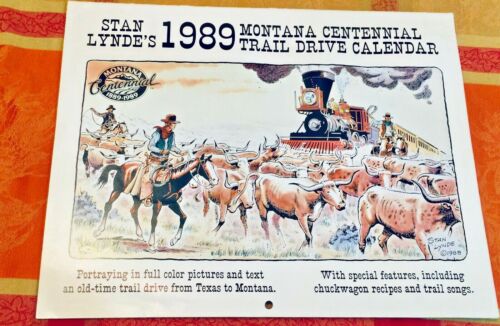 STAN
LYNDE'S
1989
MONTANA CENTENNIAL
TRAIL DRIVE CALENDAR
MONTANA
Centennial
1889-1989
STAN
LYNDE
©1988
Portraying in full color pictures and text
an old-time trail drive from Texas to Montana.
With special features, including
chuckwagon recipes and trail songs.